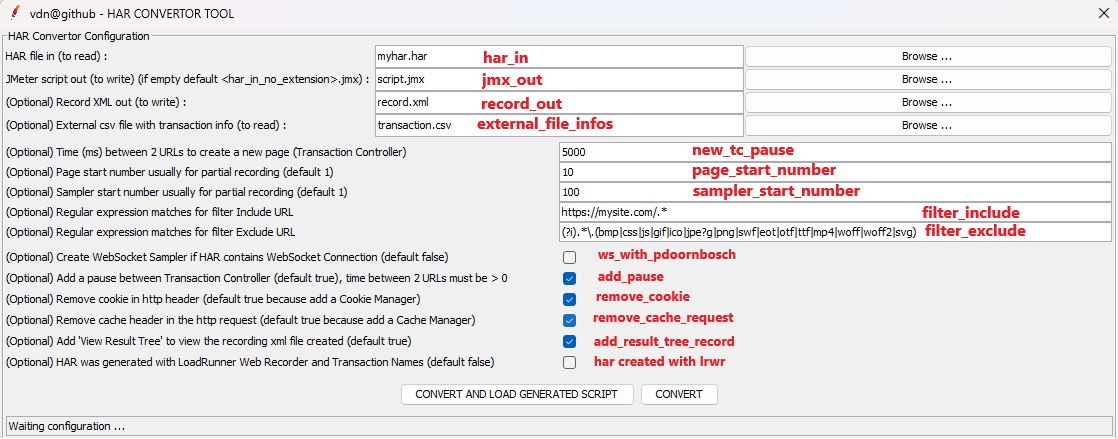 vdn@github - HAR CONVERTOR TOOL
HAR Convertor Configuration
HAR file in (to read) : myhar.har har_in Browse ...
JMeter script out (to write) (if empty default <har_in_no_extension>.jmx) : script.jmx jmx_out Browse ...
(Optional) Record XML out (to write) : record.xml record_out Browse ...
(Optional) External csv file with transaction info (to read) : transaction.csv external_file_infos Browse ...
(Optional) Time (ms) between 2 URLs to create a new page (Transaction Controller) 5000 new_tc_pause
(Optional) Page start number usually for partial recording (default 1) 10 page_start_number
(Optional) Sampler start number usually for partial recording (default 1) 100 sampler_start_number
(Optional) Regular expression matches for filter Include URL https://mysite.com/.* filter_include
(Optional) Regular expression matches for filter Exclude URL (?i).*\.(bmp|css|js|gif|ico|jpe?g|png|swf|eot|otf|ttf|mp4|woff|woff2|svg) filter_exclude
(Optional) Create WebSocket Sampler if HAR contains WebSocket Connection (default false) ws_with_pdoornbosch
(Optional) Add a pause between Transaction Controller (default true), time between 2 URLs must be > 0 add_pause
(Optional) Remove cookie in http header (default true because add a Cookie Manager) remove_cookie
(Optional) Remove cache header in the http request (default true because add a Cache Manager) remove_cache_request
(Optional) Add 'View Result Tree' to view the recording xml file created (default true) add_result_tree_record
(Optional) HAR was generated with LoadRunner Web Recorder and Transaction Names (default false) har created with lrwr
CONVERT AND LOAD GENERATED SCRIPT CONVERT
Waiting configuration ...